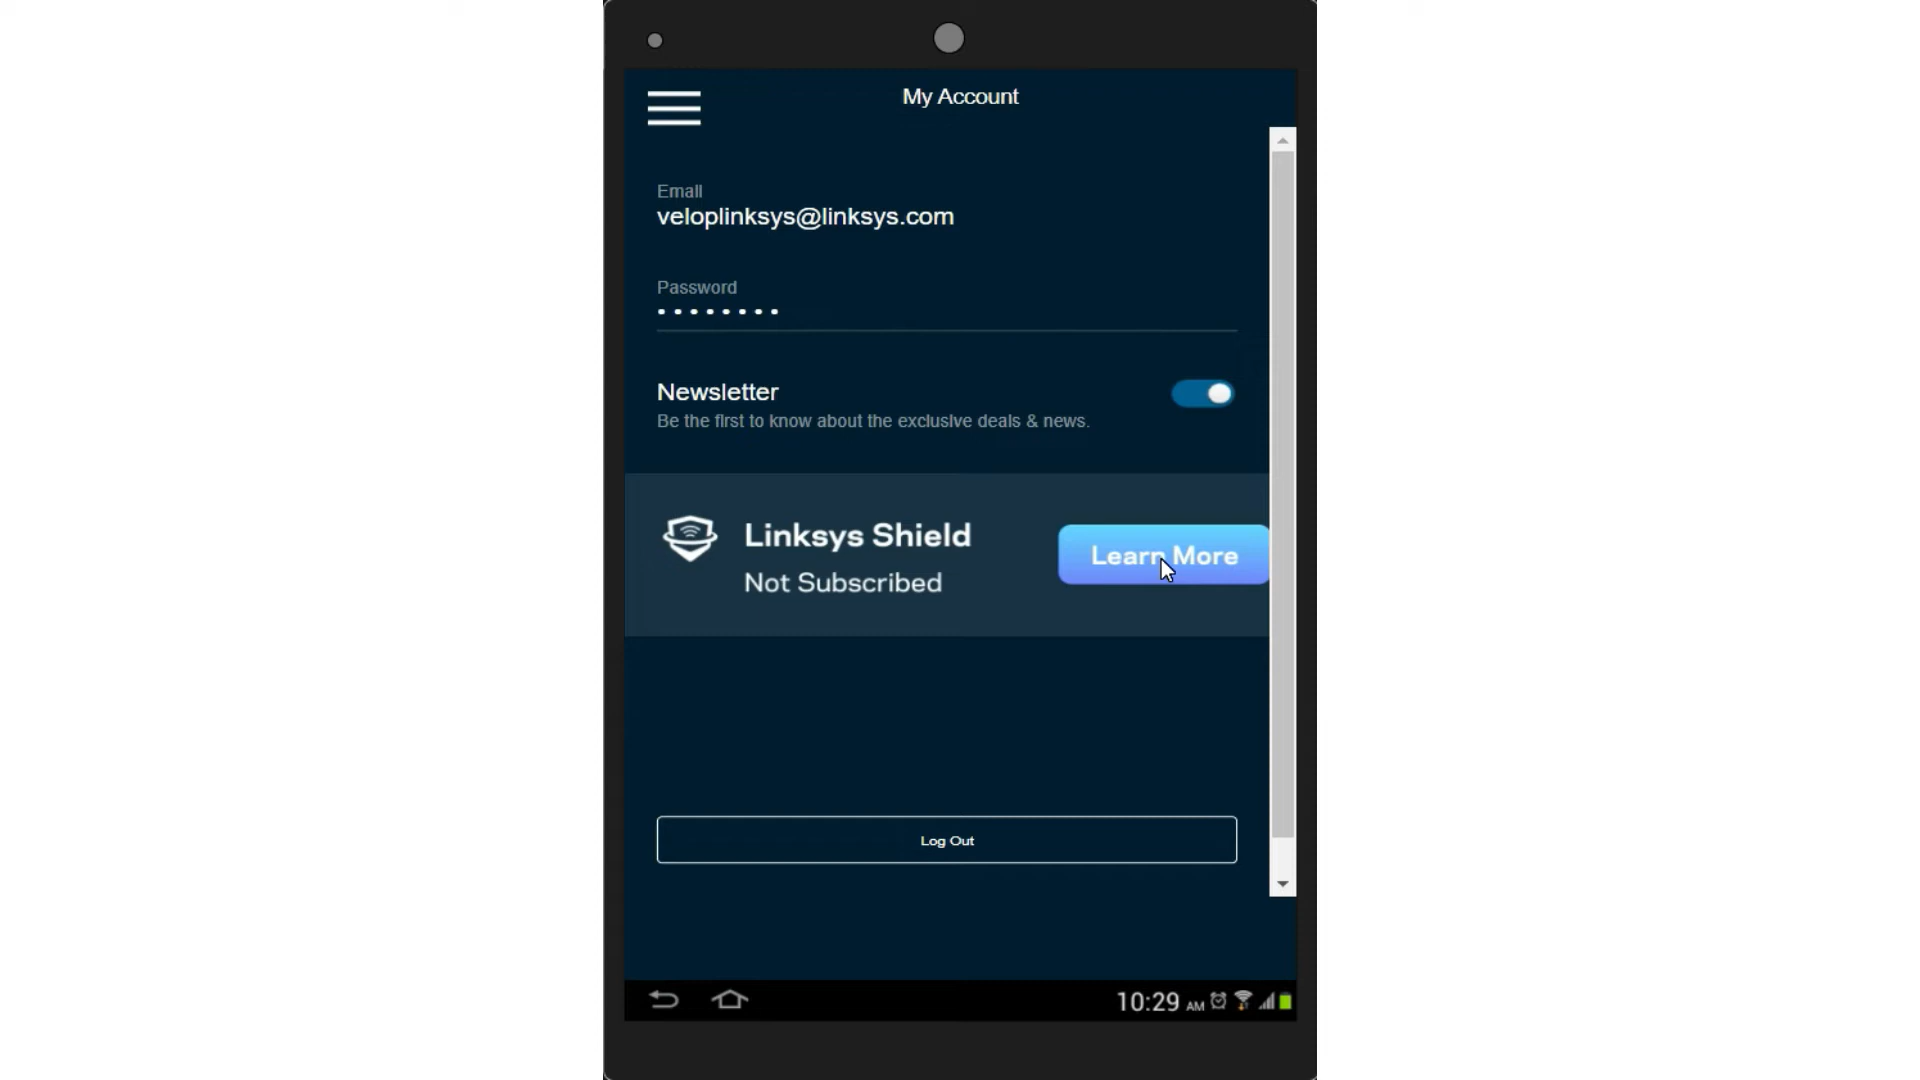 My Account
Email
veloplinksys@linksys.com
Password
Newsletter
Be the first to know about the exclusive deals & news.
Linksys Shield
Learn More
Not Subscribed
Log Out
10:29 AM